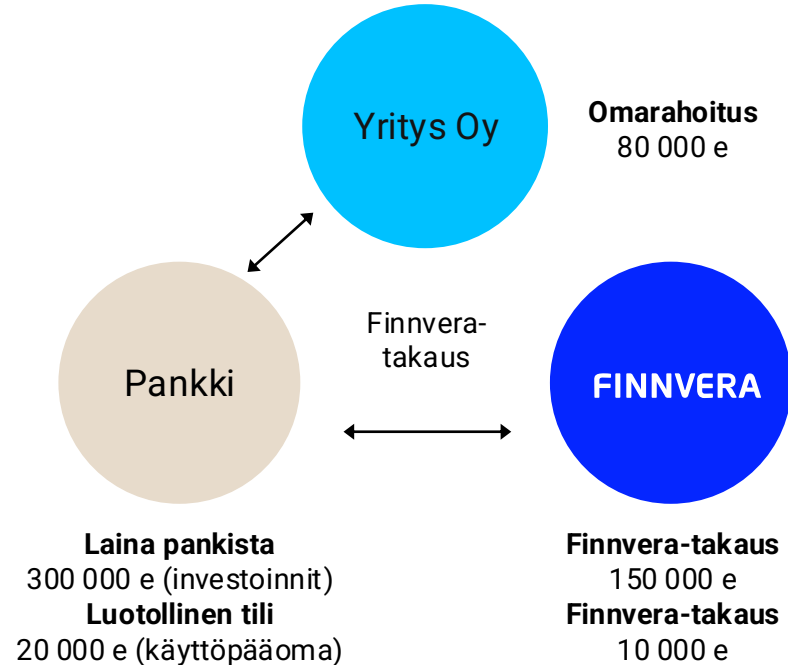 Yritys Oy
Omarahoitus
80 000 e
Finnvera-
takaus
Pankki
FINNVERA
Laina pankista
300 000 e (investoinnit)
Luotollinen tili
20 000 e (käyttöpääoma)
Finnvera-takaus
150 000 e
Finnvera-takaus
10 000 e